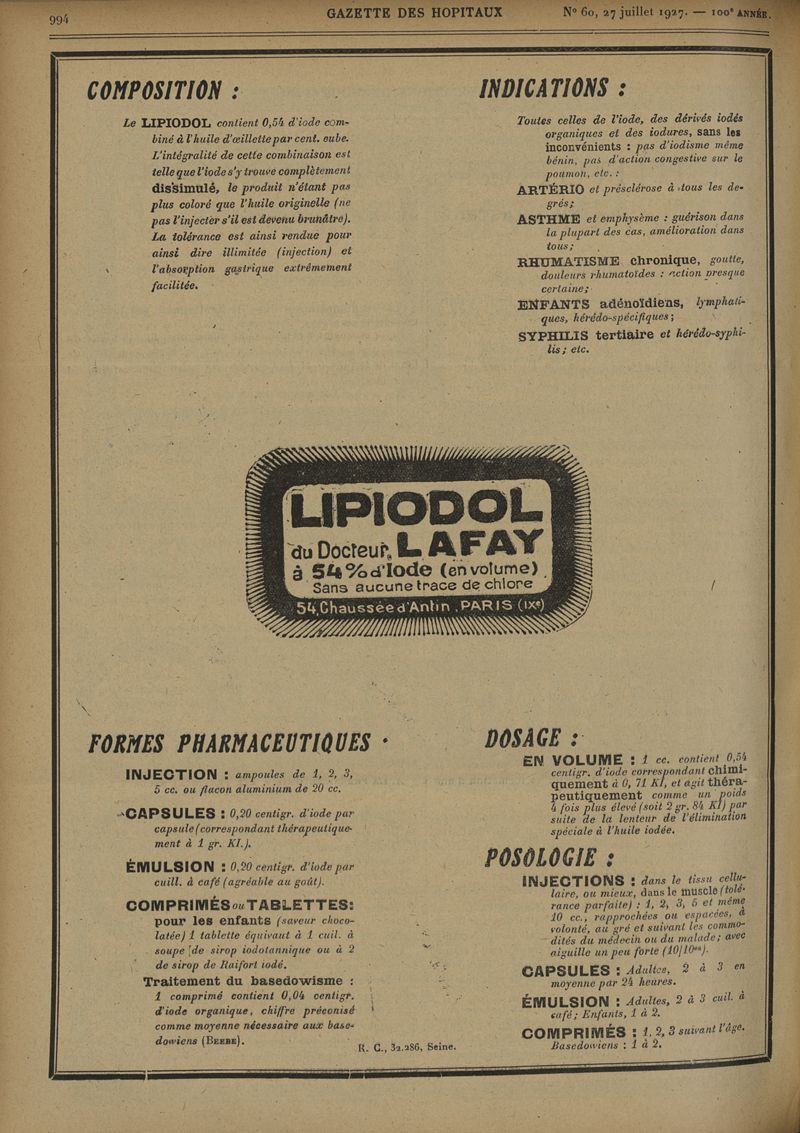 994
GAZETTE DES HOPITAUX
Nº 60, 27 juillet 1927. — 100e ANNÉE.
COMPOSITION :
Le LIPIODOL contient 0,54 d'iode com-
biné à l'huile d'œillette par cent. cube.
L'intégralité de cette combinaison est
telle que l'iode s'y trouve complètement
dissimulé, le produit n'étant pas
plus coloré que l'huile originelle (ne
pas l'injecter s'il est devenu brunâtre).
La tolérance est ainsi rendue pour
ainsi dire illimitée (injection) et
l'absorption gastrique extrêmement
facilitée.
INDICATIONS :
Toutes celles de l'iode, des dérivés iodés
organiques et des iodures, sans les
inconvénients : pas d'iodisme même
bénin, pas d'action congestive sur le
poumon, etc. :
ARTÉRIO et présclérose à tous les de-
grés;
ASTHME et emphysème : guérison dans
la plupart des cas, amélioration dans
tous;
RHUMATISME chronique, goutte,
douleurs rhumatoïdes : action presque
certaine;
ENFANTS adénoïdiens, lymphati-
ques, hérédo-spécifiques;
SYPHILIS tertiaire et hérédo-syphi-
lis; etc.
LIPIODOL
du Docteur LAFAY
à 54% d'Iode (en volume)
Sans aucune trace de chlore
54, Chaussée d'Antin, PARIS (IXe)
FORMES PHARMACEUTIQUES
INJECTION : ampoules de 1, 2, 3,
5 cc. ou flacon aluminium de 20 cc.
CAPSULES : 0,20 centigr. d'iode par
capsule (correspondant thérapeutique-
ment à 1 gr. KI.).
ÉMULSION : 0,20 centigr. d'iode par
cuill. à café (agréable au goût).
COMPRIMÉS ou TABLETTES:
pour les enfants (saveur choco-
latée) 1 tablette équivaut à 1 cuil. à
soupe de sirop iodotannique ou à 2
de sirop de Raifort iodé.
Traitement du basedowisme :
1 comprimé contient 0,04 centigr.
d'iode organique, chiffre préconisé
comme moyenne nécessaire aux base-
dowiens (BEEBE).
R. C., 32.286, Seine.
DOSAGE :
EN VOLUME : 1 cc. contient 0,54
centigr. d'iode correspondant chimi-
quement à 0, 71 KI, et agit théra-
peutiquement comme un poids
4 fois plus élevé (soit 2 gr. 84 KI) par
suite de la lenteur de l'élimination
spéciale à l'huile iodée.
POSOLOGIE :
INJECTIONS : dans le tissu cellu-
laire, ou mieux, dans le muscle (tolé-
rance parfaite) : 1, 2, 3, 5 et même
10 cc., rapprochées ou espacées, à
volonté, au gré et suivant les commo-
dités du médecin ou du malade; avec
aiguille un peu forte (10/10es).
CAPSULES : Adultes, 2 à 3 en
moyenne par 24 heures.
ÉMULSION : Adultes, 2 à 3 cuil. à
café; Enfants, 1 à 2.
COMPRIMÉS : 1, 2, 3 suivant l'âge.
Basedowiens : 1 à 2.